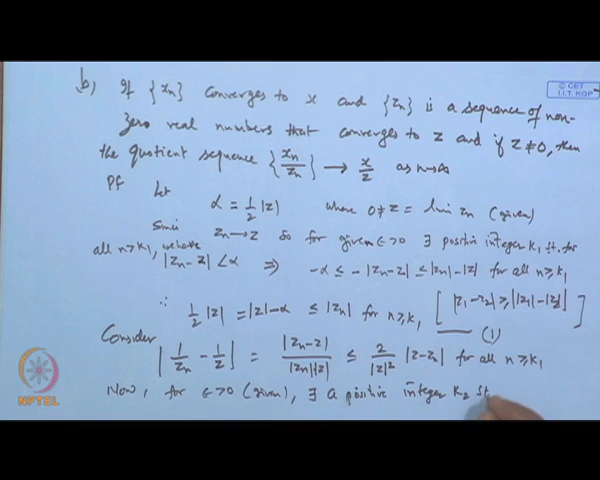 b) If {xn} converges to x and {zn} is a sequence of non-
zero real numbers that converges to z and if z ≠ 0, then
the quotient sequence {xn/zn} → x/z as n→∞
Pf Let α = 1/2 |z| where 0 ≠ z = lim zn (given)
Since zn → z so for given ε > 0 ∃ positive integer K1 st. for
all n > K1, we have
|zn - z| < α ⇒ -α ≤ -|zn - z| ≤ |zn| - |z| for all n ≥ K1
∴ 1/2 |z| = |z| - α ≤ |zn| for n ≥ K1 [ |z1 - z2| ≥ ||z1| - |z2|| ]
(1)
Consider
| 1/zn - 1/z | = |zn - z| / |zn||z| ≤ 2/|z|² |z - zn| for all n ≥ K1
Now, for ε > 0 (given), ∃ a positive integer K2 st
© CET
I.I.T. KGP
NPTEL